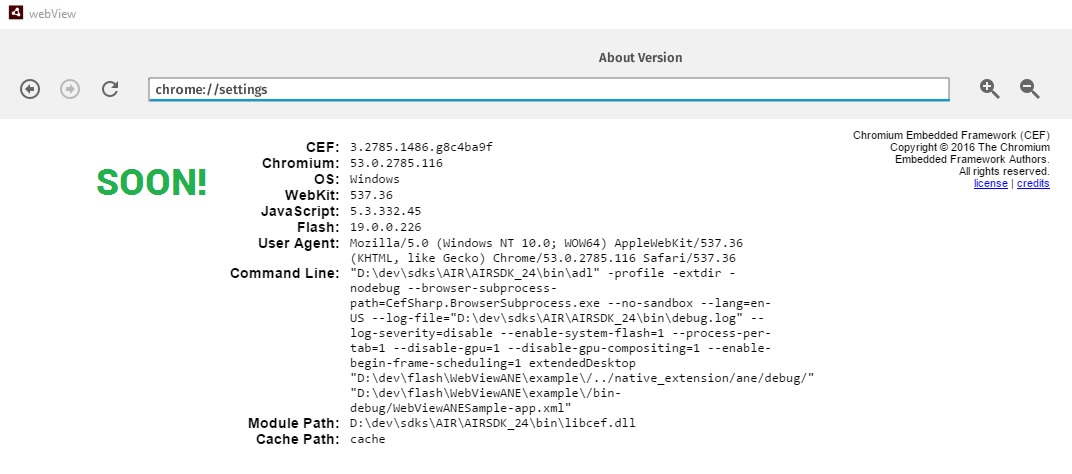 webView
About Version
chrome://settings
Chromium Embedded Framework (CEF)
Copyright © 2016 The Chromium
Embedded Framework Authors.
All rights reserved.
license | credits
SOON!
CEF: 3.2785.1486.g8c4ba9f
Chromium: 53.0.2785.116
OS: Windows
WebKit: 537.36
JavaScript: 5.3.332.45
Flash: 19.0.0.226
User Agent: Mozilla/5.0 (Windows NT 10.0; WOW64) AppleWebKit/537.36
(KHTML, like Gecko) Chrome/53.0.2785.116 Safari/537.36
Command Line: "D:\dev\sdks\AIR\AIRSDK_24\bin\adl" -profile -extdir -
nodebug --browser-subprocess-
path=CefSharp.BrowserSubprocess.exe --no-sandbox --lang=en-
US --log-file="D:\dev\sdks\AIR\AIRSDK_24\bin\debug.log" --
log-severity=disable --enable-system-flash=1 --process-per-
tab=1 --disable-gpu=1 --disable-gpu-compositing=1 --enable-
begin-frame-scheduling=1 extendedDesktop
"D:\dev\flash\WebViewANE\example\/../native_extension/ane/debug/"
"D:\dev\flash\WebViewANE\example\/bin-
debug/WebViewANESample-app.xml"
Module Path: D:\dev\sdks\AIR\AIRSDK_24\bin\libcef.dll
Cache Path: cache